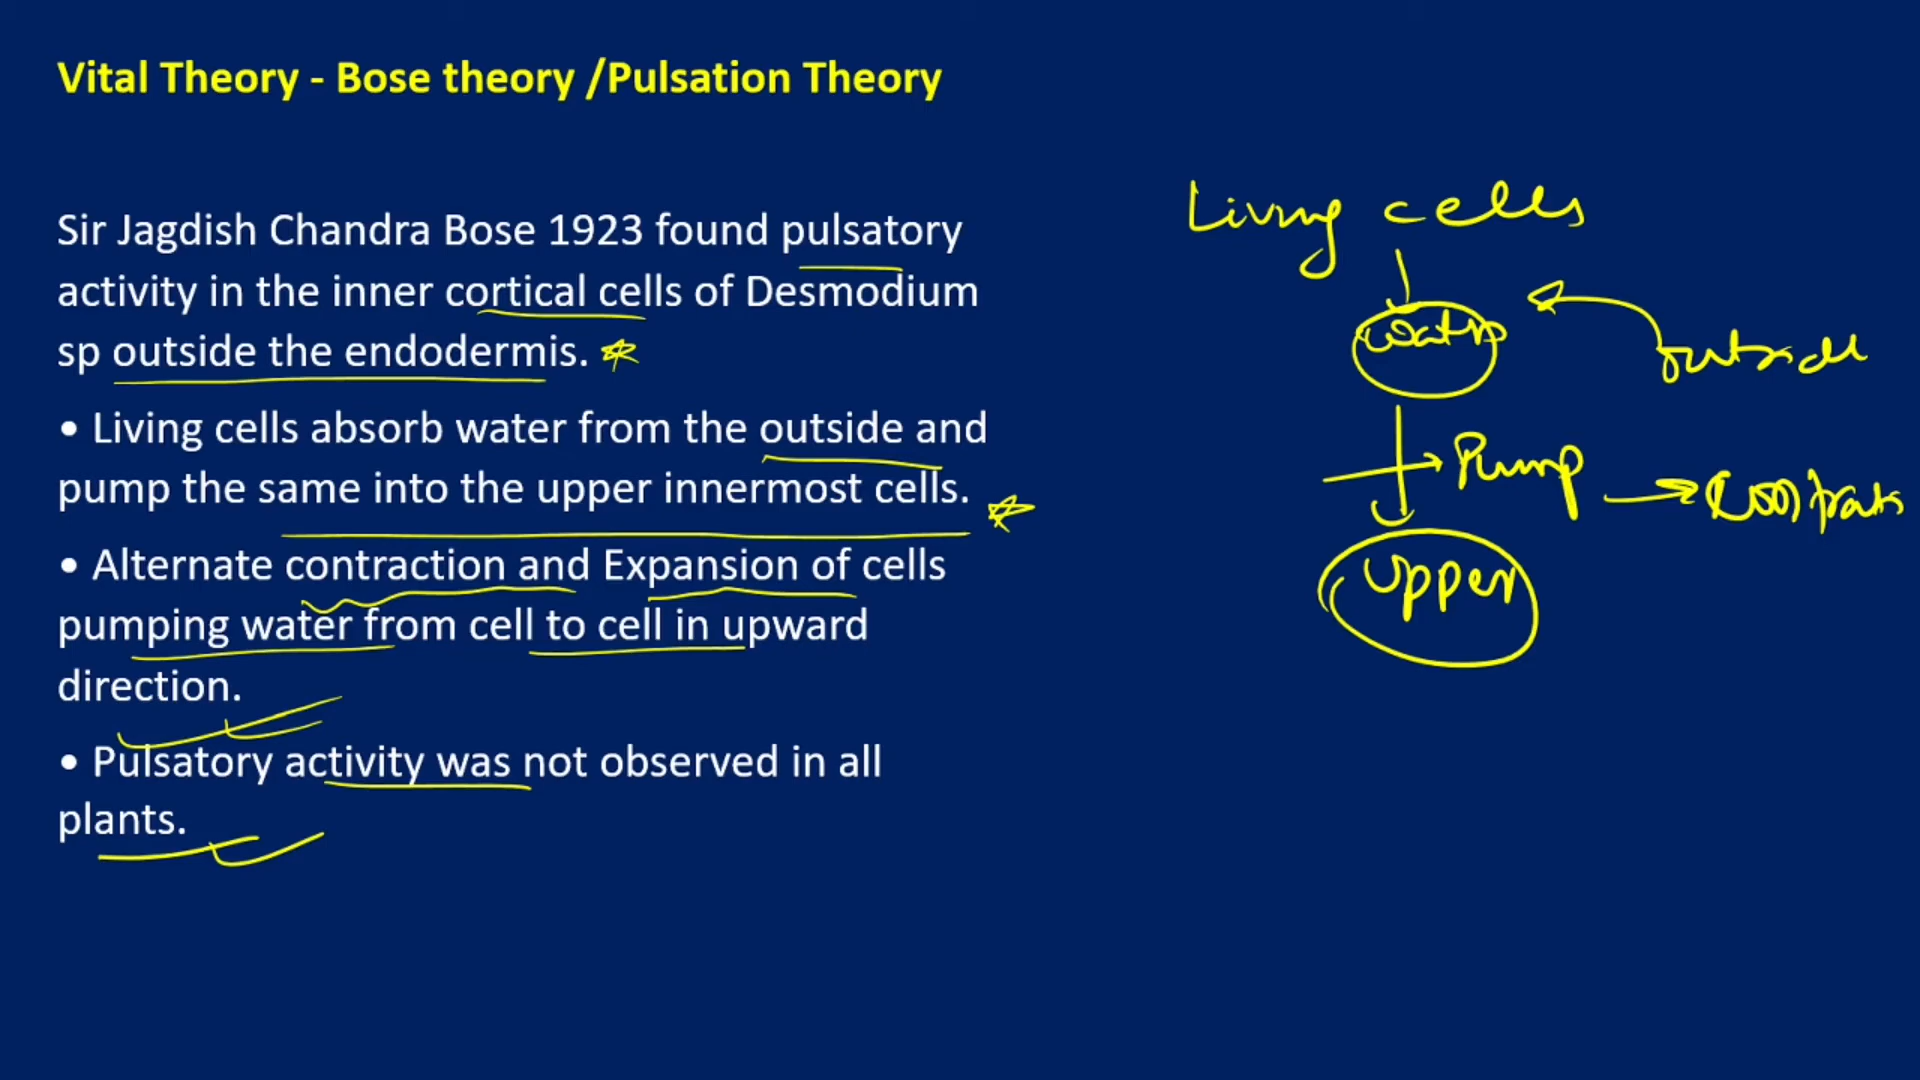 Vital Theory - Bose theory /Pulsation Theory
Sir Jagdish Chandra Bose 1923 found pulsatory
activity in the inner cortical cells of Desmodium
sp outside the endodermis.
• Living cells absorb water from the outside and
pump the same into the upper innermost cells.
• Alternate contraction and Expansion of cells
pumping water from cell to cell in upward
direction.
• Pulsatory activity was not observed in all
plants.
Living cells
water
outside
Pump
upper